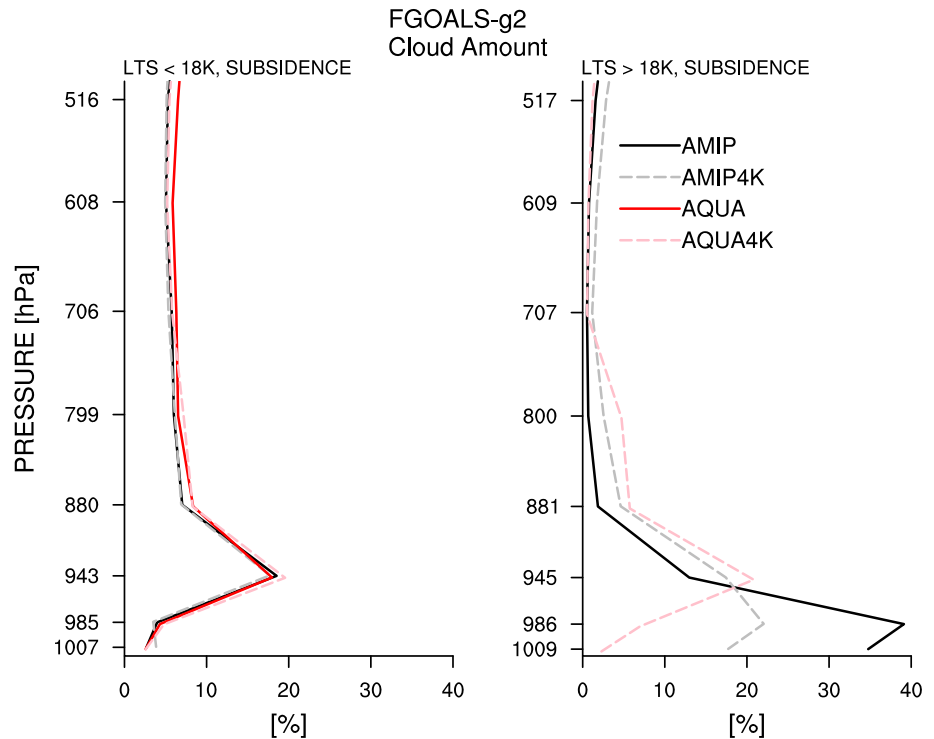 FGOALS-g2
Cloud Amount
LTS < 18K, SUBSIDENCE
LTS > 18K, SUBSIDENCE
PRESSURE [hPa]
516
608
706
799
880
943
985
1007
0 10 20 30 40
[%]
517
609
707
800
881
945
986
1009
AMIP
AMIP4K
AQUA
AQUA4K
0 10 20 30 40
[%]